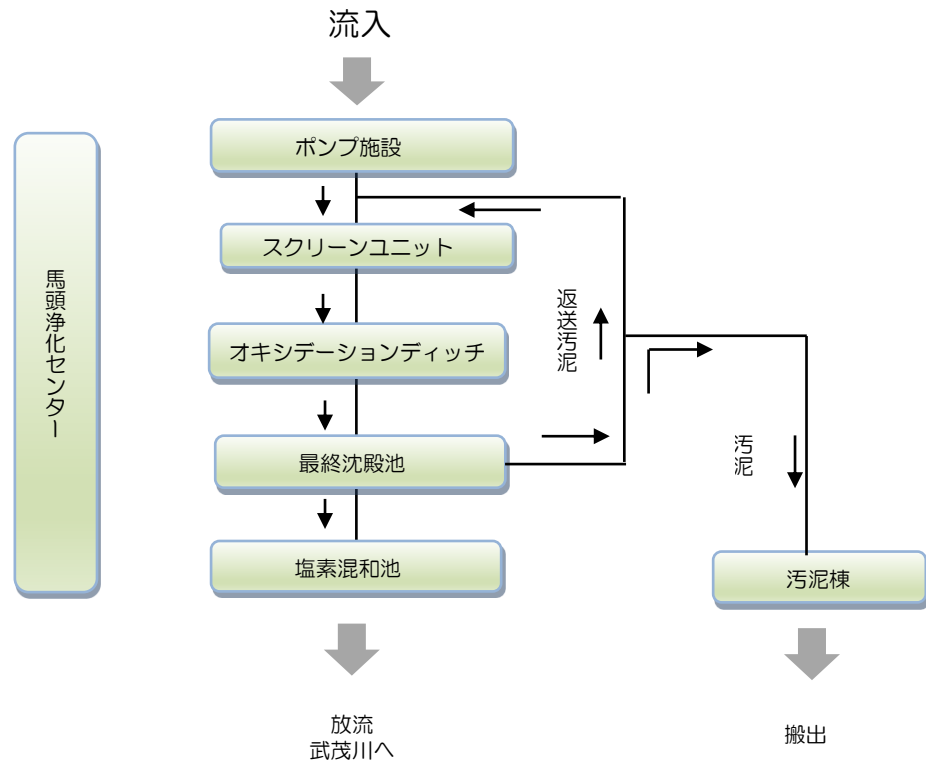 流入
ポンプ施設
馬頭浄化センター
スクリーンユニット
返送汚泥
オキシデーションディッチ
最終沈殿池
汚泥
塩素混和池
汚泥棟
放流
武茂川へ
搬出